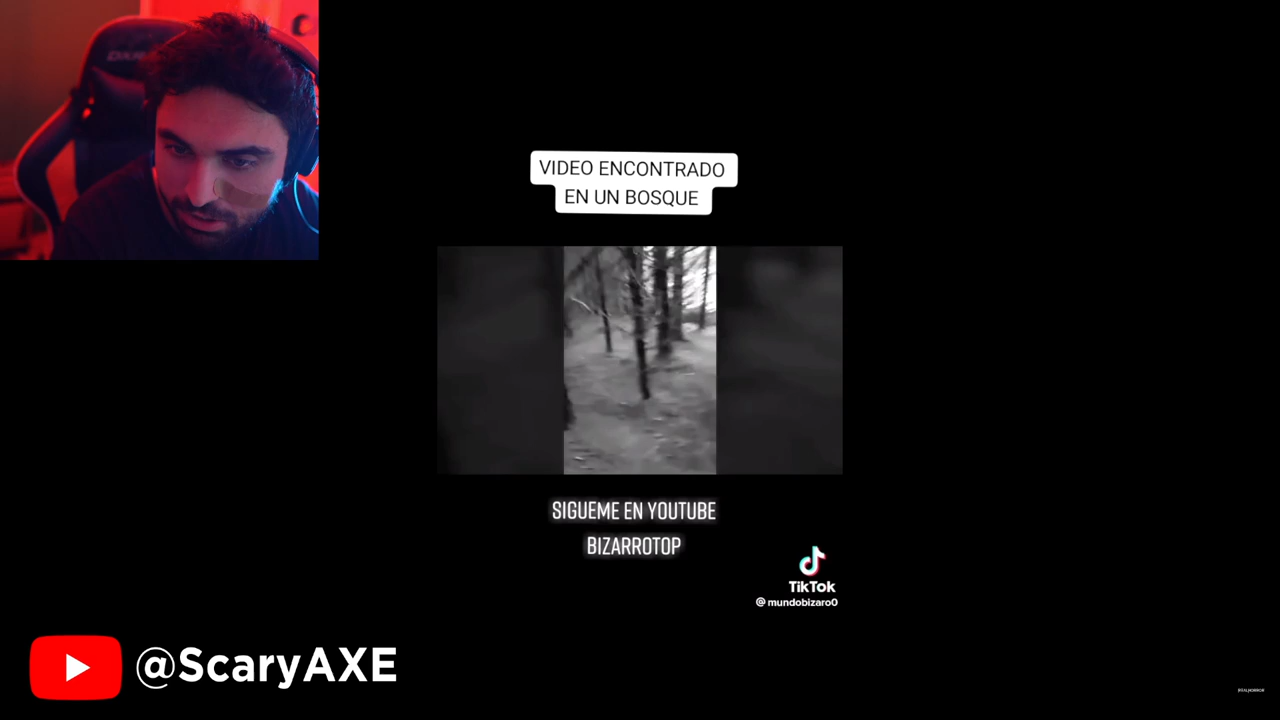 VIDEO ENCONTRADO
EN UN BOSQUE
SIGUEME EN YOUTUBE
BIZARROTOP
TikTok
@mundobizaro0
@ScaryAXE